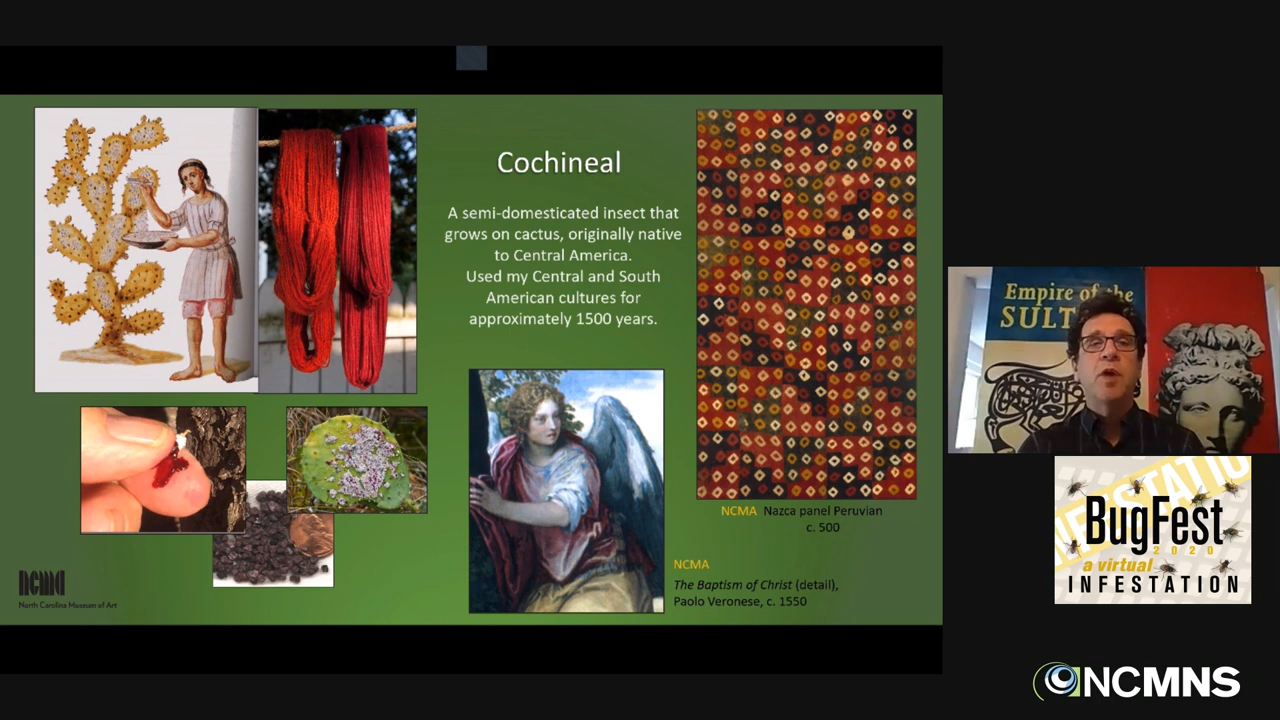 Cochineal
A semi-domesticated insect that
grows on cactus, originally native
to Central America.
Used my Central and South
American cultures for
approximately 1500 years.
NCMA Nazca panel Peruvian
c. 500
NCMA
The Baptism of Christ (detail),
Paolo Veronese, c. 1550
ncma
North Carolina Museum of Art
Empire of the
SULT
INFESTATIO
BugFest
2020
a virtual
INFESTATION
NCMNS